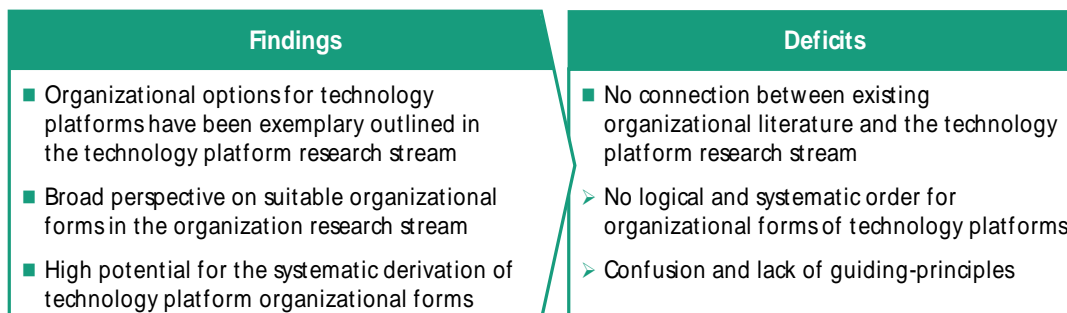 Findings
■ Organizational options for technology
platforms have been exemplary outlined in
the technology platform research stream
■ Broad perspective on suitable organizational
forms in the organization research stream
■ High potential for the systematic derivation of
technology platform organizational forms
Deficits
■ No connection between existing
organizational literature and the technology
platform research stream
➢ No logical and systematic order for
organizational forms of technology platforms
➢ Confusion and lack of guiding-principles